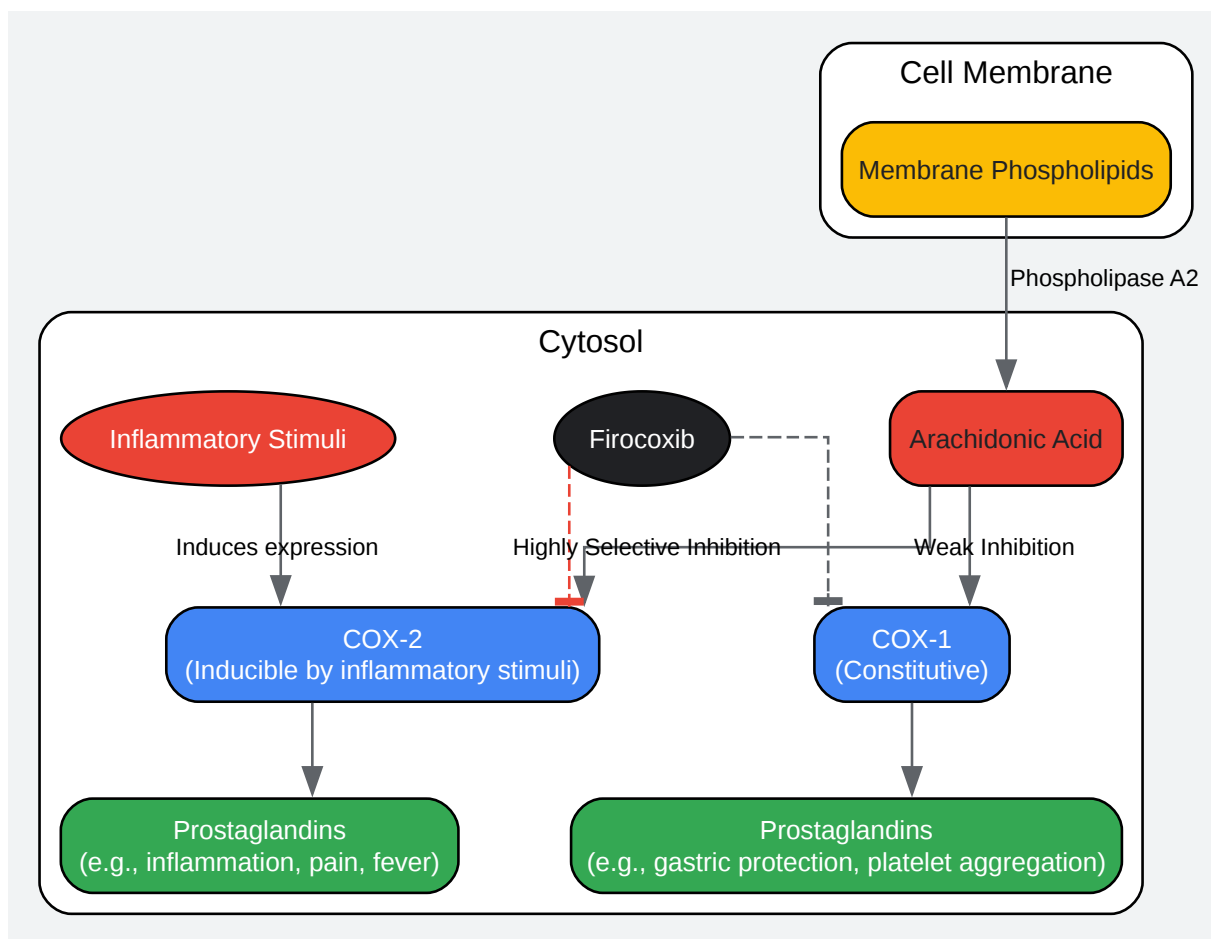 Cell Membrane
Membrane Phospholipids
Phospholipase A2
Cytosol
Inflammatory Stimuli
Firocoxib
Arachidonic Acid
Induces expression
Highly Selective Inhibition
Weak Inhibition
COX-2
(Inducible by inflammatory stimuli)
COX-1
(Constitutive)
Prostaglandins
(e.g., inflammation, pain, fever)
Prostaglandins
(e.g., gastric protection, platelet aggregation)